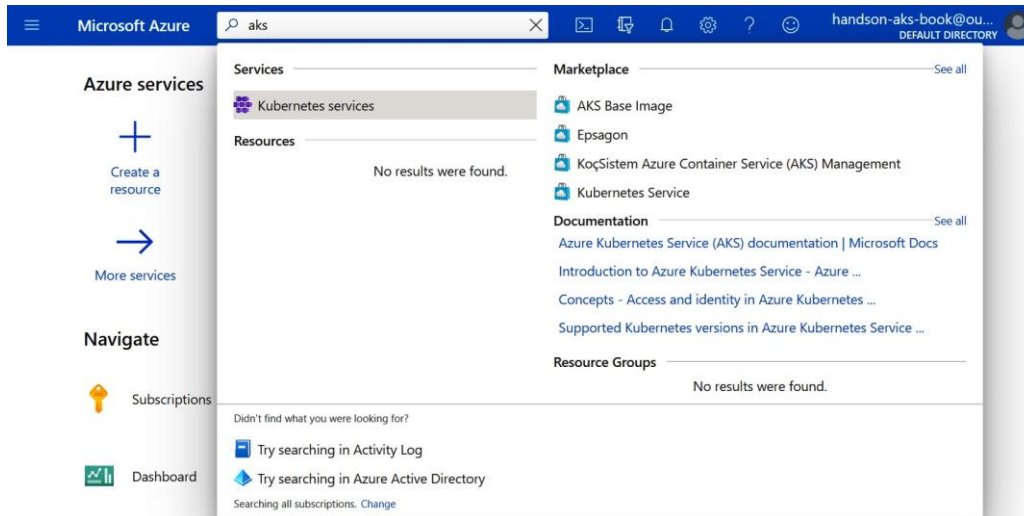 Microsoft Azure
aks
handson-aks-book@ou...
DEFAULT DIRECTORY
Azure services
Create a
resource
More services
Navigate
Subscriptions
Dashboard
Services
Kubernetes services
Resources
No results were found.
Marketplace
See all
AKS Base Image
Epsagon
KoçSistem Azure Container Service (AKS) Management
Kubernetes Service
Documentation
See all
Azure Kubernetes Service (AKS) documentation | Microsoft Docs
Introduction to Azure Kubernetes Service - Azure ...
Concepts - Access and identity in Azure Kubernetes ...
Supported Kubernetes versions in Azure Kubernetes Service ...
Resource Groups
No results were found.
Didn't find what you were looking for?
Try searching in Activity Log
Try searching in Azure Active Directory
Searching all subscriptions. Change